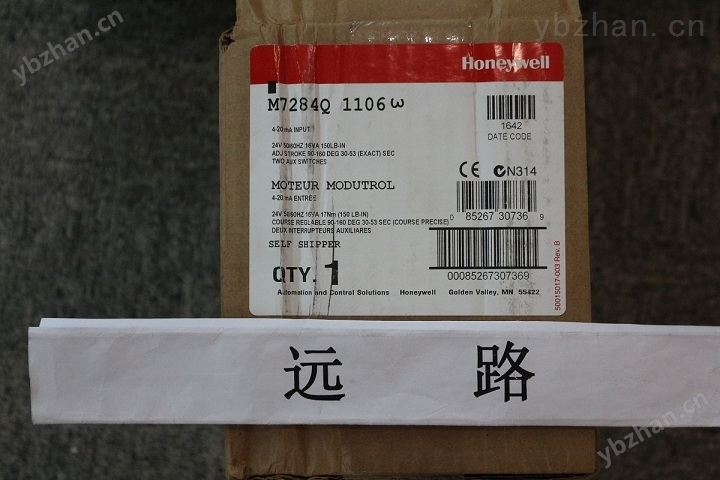 ybzhan.cn
ybzhan.cn
Honeywell
M7284Q 1106 ω
4-20 mA INPUT
24V 50/60HZ 16VA 150LB-IN
ADJ STROKE 90-160 DEG 30-53 (EXACT) SEC
TWO AUX SWITCHES
1642
DATE CODE
CE N314
MOTEUR MODUTROL
4-20 mA ENTRÉE
24V 50/60HZ 16VA 17Nm (150 LB-IN)
COURSE REGLABLE 90-160 DEG 30-53 SEC (COURSE PRECISE)
DEUX INTERRUPTEURS AUXILIAIRES
0 85267 30736 9
SELF SHIPPER
QTY. 1
00085267307369
Automation and Control Solutions Honeywell Golden Valley, MN 55422
50015017-003 Rev. B
远 路
ybzhan.cn